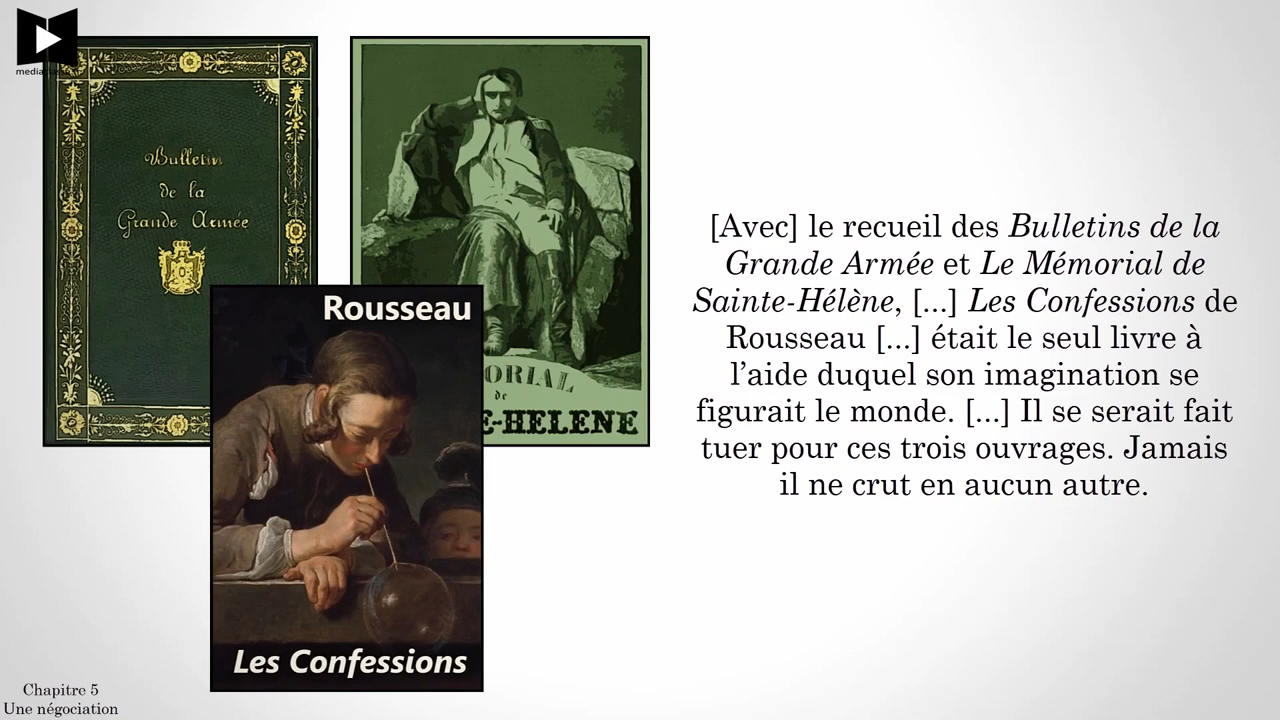 Bulletin
de la
Grande Armée
ORIAL
de
E-HELENE
Rousseau
Les Confessions
[Avec] le recueil des Bulletins de la
Grande Armée et Le Mémorial de
Sainte-Hélène, [...] Les Confessions de
Rousseau [...] était le seul livre à
l’aide duquel son imagination se
figurait le monde. [...] Il se serait fait
tuer pour ces trois ouvrages. Jamais
il ne crut en aucun autre.
Chapitre 5
Une négociation